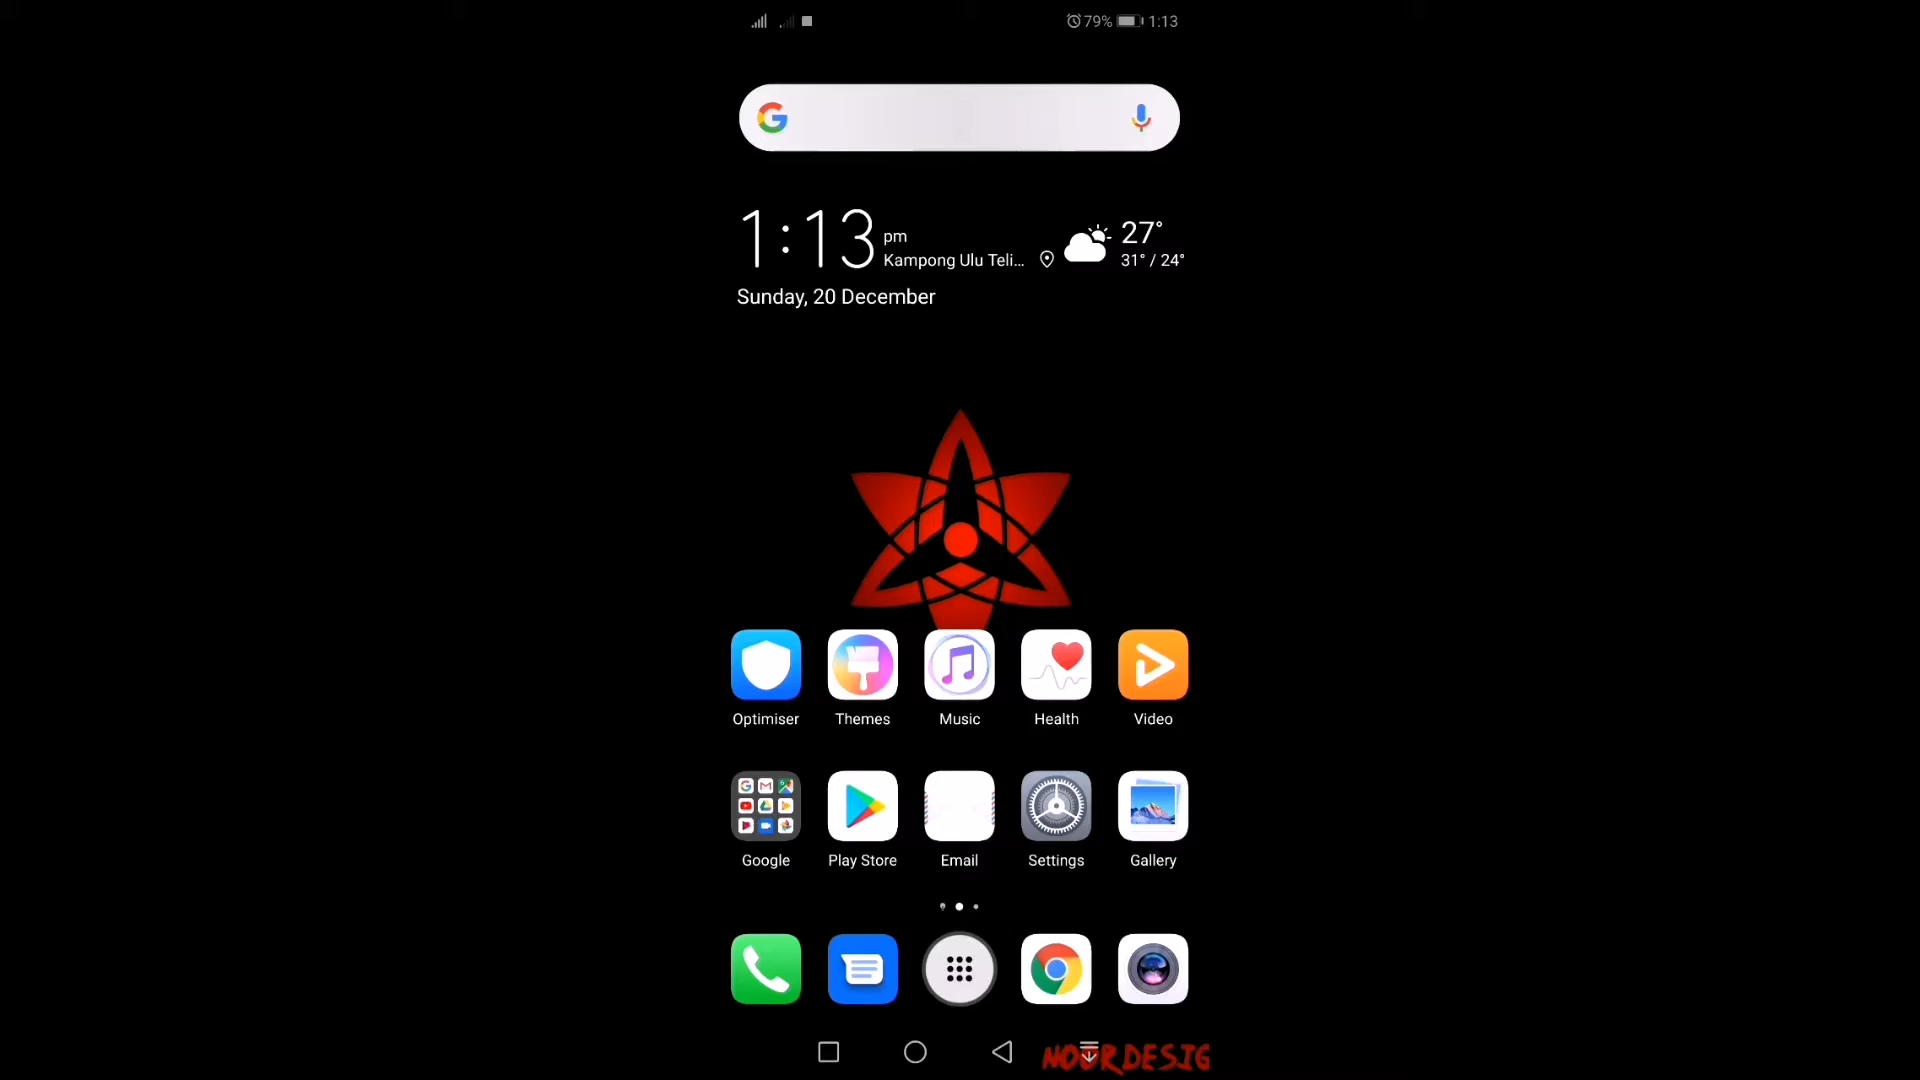 79% 1:13
1:13 pm
27°
Kampong Ulu Teli...
31° / 24°
Sunday, 20 December
Optimiser Themes Music Health Video
Google Play Store Email Settings Gallery
NOORDESIG